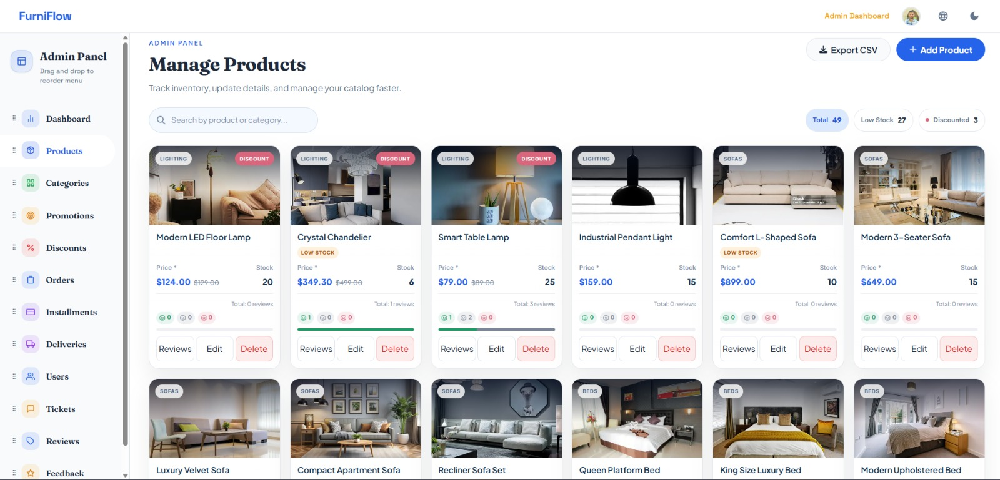 FurniFlow
Admin Dashboard
Admin Panel
Drag and drop to
reorder menu
Dashboard
Products
Categories
Promotions
Discounts
Orders
Installments
Deliveries
Users
Tickets
Reviews
Feedback
ADMIN PANEL
Manage Products
Track inventory, update details, and manage your catalog faster.
Export CSV
+ Add Product
Search by product or category...
Total 49
Low Stock 27
Discounted 3
LIGHTING
DISCOUNT
Modern LED Floor Lamp
Price *
Stock
$124.00 $129.00
20
Total: 0 reviews
0 0 0
Reviews Edit Delete
LIGHTING
DISCOUNT
Crystal Chandelier
LOW STOCK
Price *
Stock
$349.30 $499.00
6
Total: 1 reviews
1 0 0
Reviews Edit Delete
LIGHTING
DISCOUNT
Smart Table Lamp
Price *
Stock
$79.00 $89.00
25
Total: 3 reviews
1 2 0
Reviews Edit Delete
LIGHTING
Industrial Pendant Light
Price *
Stock
$159.00
15
Total: 0 reviews
0 0 0
Reviews Edit Delete
SOFAS
iStock
Comfort L-Shaped Sofa
LOW STOCK
Price *
Stock
$899.00
10
Total: 0 reviews
0 0 0
Reviews Edit Delete
SOFAS
Modern 3-Seater Sofa
Price *
Stock
$649.00
15
Total: 0 reviews
0 0 0
Reviews Edit Delete
SOFAS
Luxury Velvet Sofa
SOFAS
Compact Apartment Sofa
SOFAS
Recliner Sofa Set
BEDS
Queen Platform Bed
BEDS
King Size Luxury Bed
BEDS
Modern Upholstered Bed